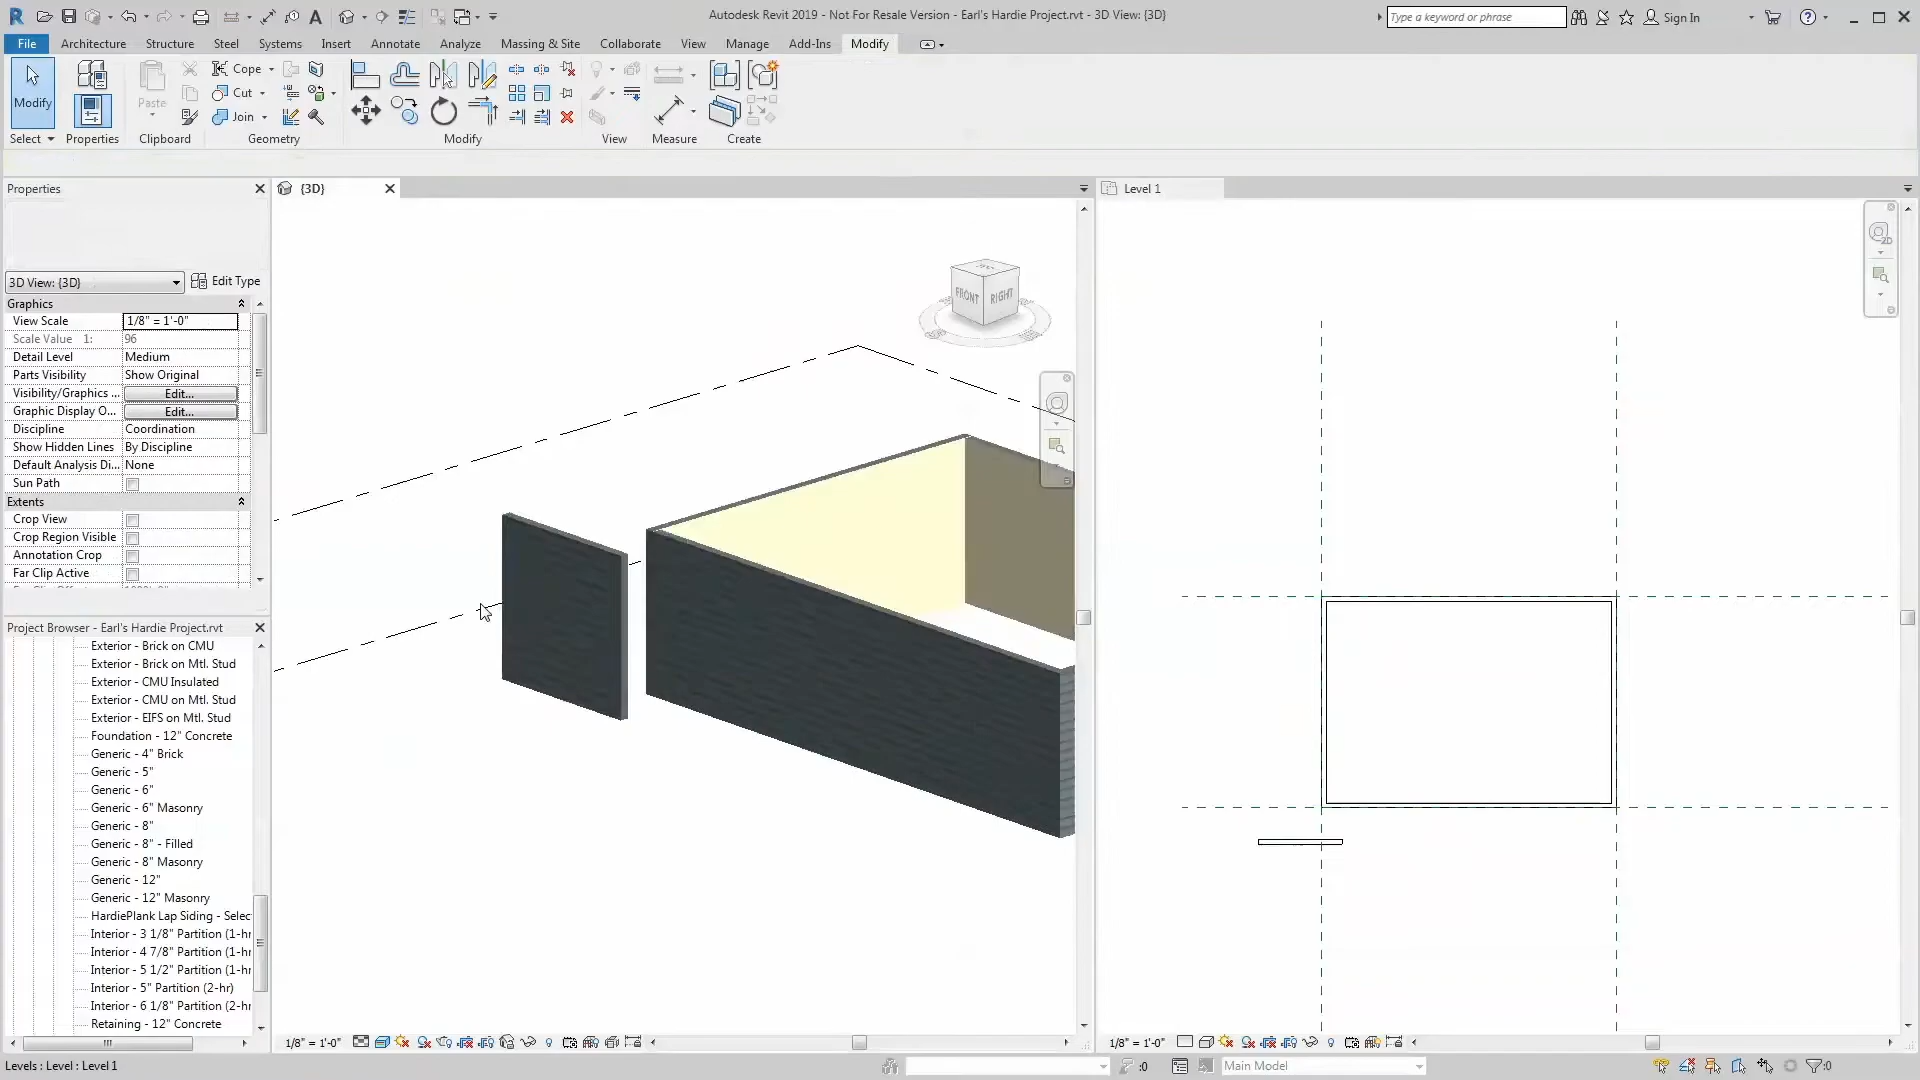 Autodesk Revit 2019 - Not For Resale Version - Earl's Hardie Project.rvt - 3D View: {3D}
Type a keyword or phrase
Sign In
File Architecture Structure Steel Systems Insert Annotate Analyze Massing & Site Collaborate View Manage Add-Ins Modify
Modify
Paste
Cope
Cut
Join
Select Properties Clipboard Geometry Modify View Measure Create
Properties
{3D}
Level 1
3D View: {3D}
Edit Type
Graphics
View Scale 1/8" = 1'-0"
Scale Value 1: 96
Detail Level Medium
Parts Visibility Show Original
Visibility/Graphics ... Edit...
Graphic Display O... Edit...
Discipline Coordination
Show Hidden Lines By Discipline
Default Analysis Di... None
Sun Path
Extents
Crop View
Crop Region Visible
Annotation Crop
Far Clip Active
FRONT RIGHT
2D
Project Browser - Earl's Hardie Project.rvt
Exterior - Brick on CMU
Exterior - Brick on Mtl. Stud
Exterior - CMU Insulated
Exterior - CMU on Mtl. Stud
Exterior - EIFS on Mtl. Stud
Foundation - 12" Concrete
Generic - 4" Brick
Generic - 5"
Generic - 6"
Generic - 6" Masonry
Generic - 8"
Generic - 8" - Filled
Generic - 8" Masonry
Generic - 12"
Generic - 12" Masonry
HardiePlank Lap Siding - Selec
Interior - 3 1/8" Partition (1-hr
Interior - 4 7/8" Partition (1-hr
Interior - 5 1/2" Partition (1-hr
Interior - 5" Partition (2-hr)
Interior - 6 1/8" Partition (2-hr
Retaining - 12" Concrete
1/8" = 1'-0"
1/8" = 1'-0"
Levels : Level : Level 1
:0
Main Model
:0